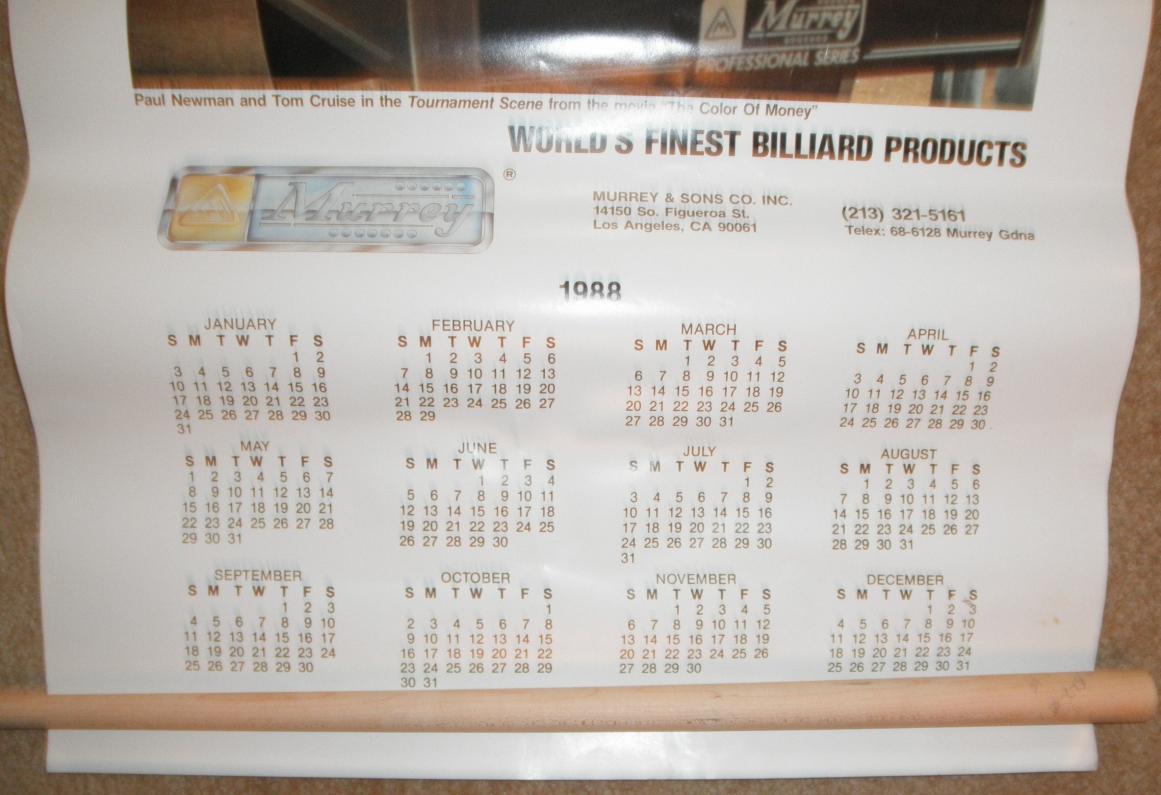 Murrey
PROFESSIONAL SERIES
Paul Newman and Tom Cruise in the Tournament Scene from the movie "The Color Of Money"
WORLD'S FINEST BILLIARD PRODUCTS
Murrey ®
MURREY & SONS CO. INC.
14150 So. Figueroa St.
Los Angeles, CA 90061
(213) 321-5161
Telex: 68-6128 Murrey Gdna
1988
JANUARY
S M T W T F S
1 2
3 4 5 6 7 8 9
10 11 12 13 14 15 16
17 18 19 20 21 22 23
24 25 26 27 28 29 30
31
FEBRUARY
S M T W T F S
1 2 3 4 5 6
7 8 9 10 11 12 13
14 15 16 17 18 19 20
21 22 23 24 25 26 27
28 29
MARCH
S M T W T F S
1 2 3 4 5
6 7 8 9 10 11 12
13 14 15 16 17 18 19
20 21 22 23 24 25 26
27 28 29 30 31
APRIL
S M T W T F S
1 2
3 4 5 6 7 8 9
10 11 12 13 14 15 16
17 18 19 20 21 22 23
24 25 26 27 28 29 30
MAY
S M T W T F S
1 2 3 4 5 6 7
8 9 10 11 12 13 14
15 16 17 18 19 20 21
22 23 24 25 26 27 28
29 30 31
JUNE
S M T W T F S
1 2 3 4
5 6 7 8 9 10 11
12 13 14 15 16 17 18
19 20 21 22 23 24 25
26 27 28 29 30
JULY
S M T W T F S
1 2
3 4 5 6 7 8 9
10 11 12 13 14 15 16
17 18 19 20 21 22 23
24 25 26 27 28 29 30
31
AUGUST
S M T W T F S
1 2 3 4 5 6
7 8 9 10 11 12 13
14 15 16 17 18 19 20
21 22 23 24 25 26 27
28 29 30 31
SEPTEMBER
S M T W T F S
1 2 3
4 5 6 7 8 9 10
11 12 13 14 15 16 17
18 19 20 21 22 23 24
25 26 27 28 29 30
OCTOBER
S M T W T F S
1
2 3 4 5 6 7 8
9 10 11 12 13 14 15
16 17 18 19 20 21 22
23 24 25 26 27 28 29
30 31
NOVEMBER
S M T W T F S
1 2 3 4 5
6 7 8 9 10 11 12
13 14 15 16 17 18 19
20 21 22 23 24 25 26
27 28 29 30
DECEMBER
S M T W T F S
1 2 3
4 5 6 7 8 9 10
11 12 13 14 15 16 17
18 19 20 21 22 23 24
25 26 27 28 29 30 31